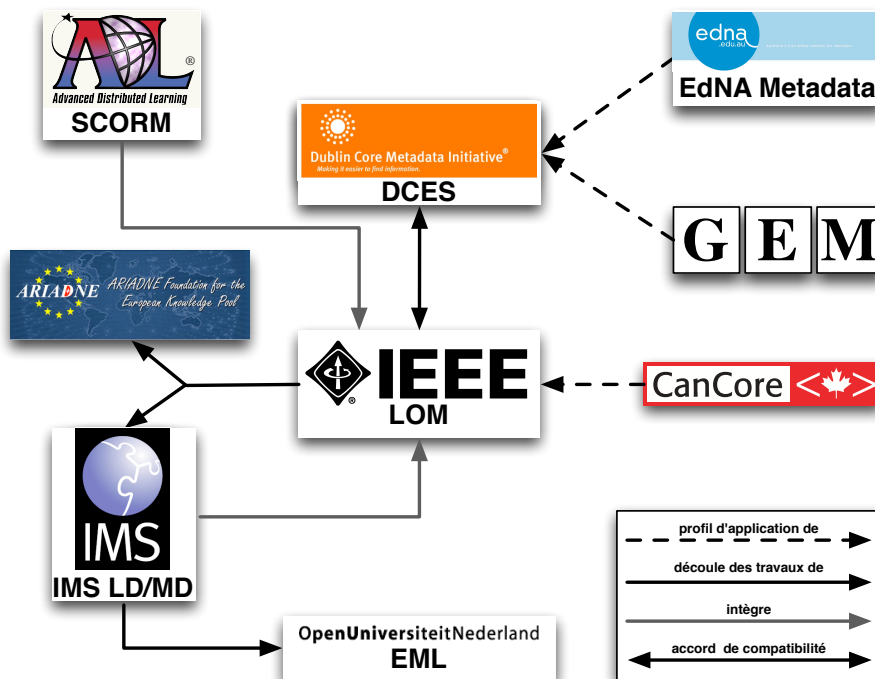 Advanced Distributed Learning
®
SCORM
edna
.edu.au
EdNA Metadata
Dublin Core Metadata Initiative®
Making it easier to find information.
DCES
G E M
ARIADNE
ARIADNE Foundation for the
European Knowledge Pool
IEEE
®
LOM
CanCore <>
IMS
IMS LD/MD
OpenUniversiteitNederland
EML
profil d'application de
découle des travaux de
intègre
accord de compatibilité